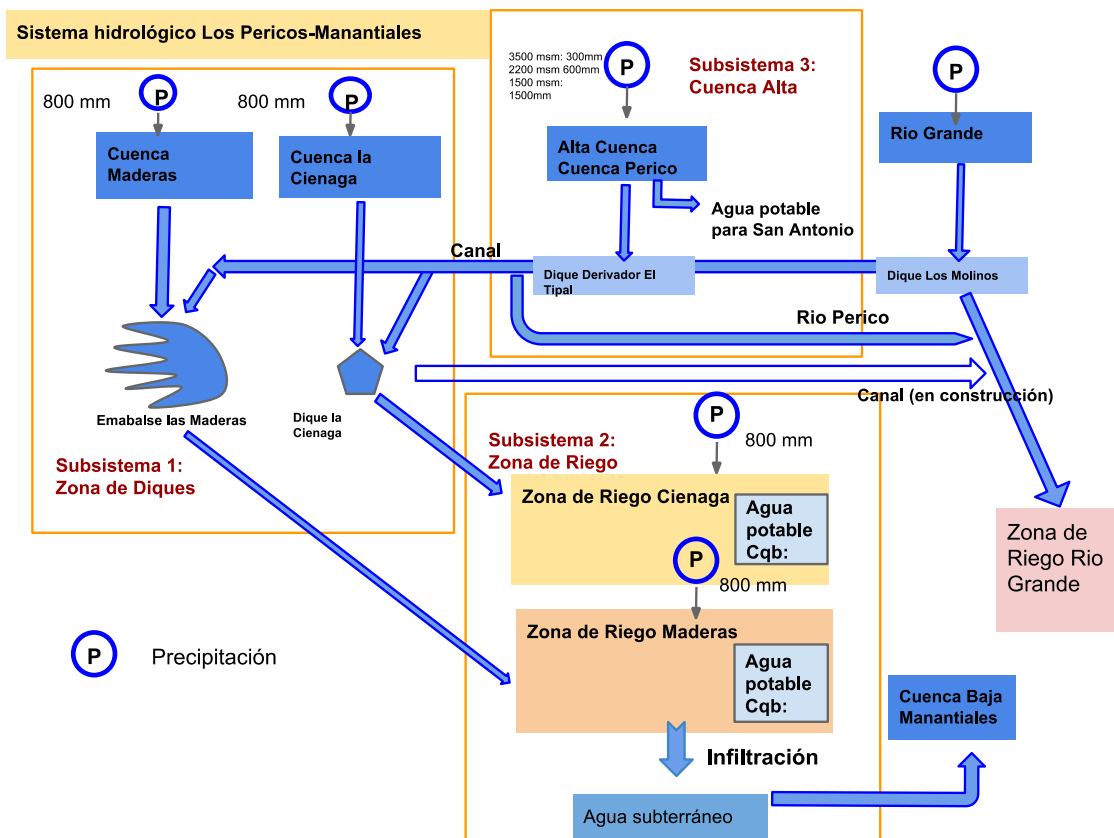 Sistema hidrológico Los Pericos-Manantiales
3500 msm: 300mm
2200 msm 600mm
1500 msm:
1500mm
P
Subsistema 3:
Cuenca Alta
P
P
800 mm
P
800 mm
Cuenca
Maderas
Cuenca la
Cienaga
Alta Cuenca
Cuenca Perico
Rio Grande
Agua potable
para San Antonio
Canal
Dique Derivador El
Tipal
Dique Los Molinos
Rio Perico
Canal (en construcción)
Emabalse las Maderas
Dique la
Cienaga
P
800 mm
Subsistema 1:
Zona de Diques
Subsistema 2:
Zona de Riego
Zona de Riego Cienaga
Agua
potable
Cqb:
P
800 mm
Zona de
Riego Rio
Grande
Zona de Riego Maderas
Agua
potable
Cqb:
P
Precipitación
Cuenca Baja
Manantiales
Infiltración
Agua subterráneo